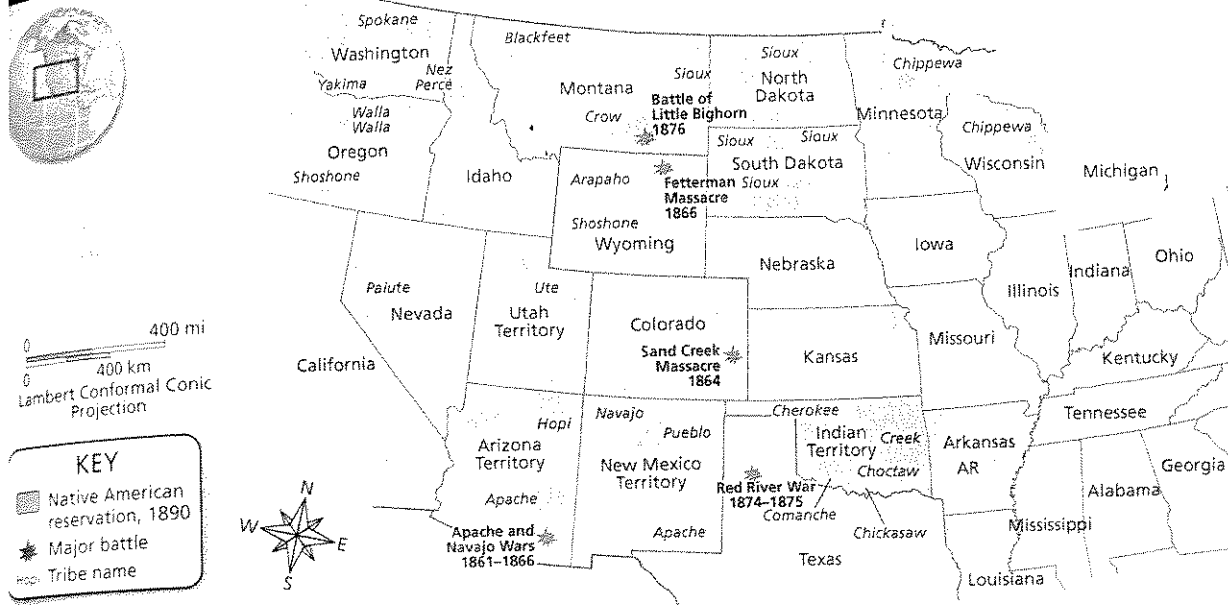 Spokane
Washington
Yakima
Nez
Perce
Walla
Walla
Oregon
Shoshone
Idaho
Blackfeet
Montana
Sioux
Crow
Battle of
Little Bighorn
1876
Sioux
North
Dakota
Chippewa
Minnesota
Chippewa
Wisconsin
Michigan
Sioux
Sioux
South Dakota
Sioux
Arapaho
Fetterman
Massacre
1866
Shoshone
Wyoming
Nebraska
Iowa
Illinois
Indiana
Ohio
Paiute
Nevada
Ute
Utah
Territory
Colorado
Sand Creek
Massacre
1864
Kansas
Missouri
Kentucky
California
0
400 mi
0
400 km
Lambert Conformal Conic
Projection
Hopi
Arizona
Territory
Apache
Apache and
Navajo Wars
1861–1866
Navajo
Pueblo
New Mexico
Territory
Apache
Cherokee
Indian
Territory
Creek
Choctaw
Red River War
1874–1875
Comanche
Chickasaw
Texas
Arkansas
AR
Tennessee
Mississippi
Alabama
Georgia
Louisiana
KEY
Native American
reservation, 1890
Major battle
Hopi Tribe name
N
W
E
S